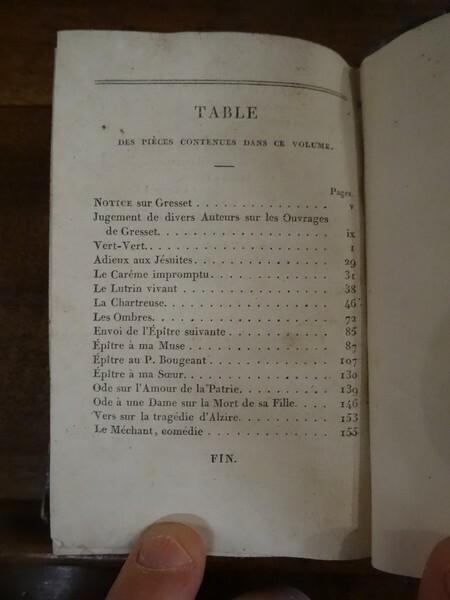 TABLE
DES PIÈCES CONTENUES DANS CE VOLUME.
Pages.
NOTICE sur Gresset . . . . . . . . . . . . . . . v
Jugement de divers Auteurs sur les Ouvrages
de Gresset. . . . . . . . . . . . . . . . . . ix
Vert-Vert. . . . . . . . . . . . . . . . . . . 1
Adieux aux Jésuites . . . . . . . . . . . . . . 29
Le Carême impromptu . . . . . . . . . . . . . . 31
Le Lutrin vivant . . . . . . . . . . . . . . . 38
La Chartreuse. . . . . . . . . . . . . . . . . 46
Les Ombres. . . . . . . . . . . . . . . . . . 72
Envoi de l'Épître suivante . . . . . . . . . . . 85
Épître à ma Muse . . . . . . . . . . . . . . . 87
Épître au P. Bougeant . . . . . . . . . . . . . 107
Épître à ma Sœur. . . . . . . . . . . . . . . . 130
Ode sur l'Amour de la Patrie. . . . . . . . . . . 139
Ode à une Dame sur la Mort de sa Fille. . . . 146
Vers sur la tragédie d'Alzire. . . . . . . . . . . 153
Le Méchant, comédie . . . . . . . . . . . . . . 155
FIN.